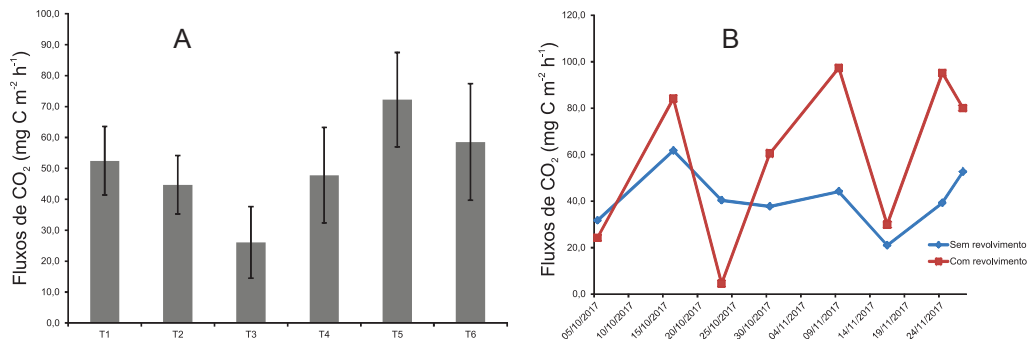 A
Fluxos de CO₂ (mg C m⁻² h⁻¹)
100,0
90,0
80,0
70,0
60,0
50,0
40,0
30,0
20,0
10,0
0,0
T1 T2 T3 T4 T5 T6
B
Fluxos de CO₂ (mg C m⁻² h⁻¹)
120,0
100,0
80,0
60,0
40,0
20,0
0,0
Sem revolvimento
Com revolvimento
05/10/2017 10/10/2017 15/10/2017 20/10/2017 25/10/2017 30/10/2017 04/11/2017 09/11/2017 14/11/2017 19/11/2017 24/11/2017